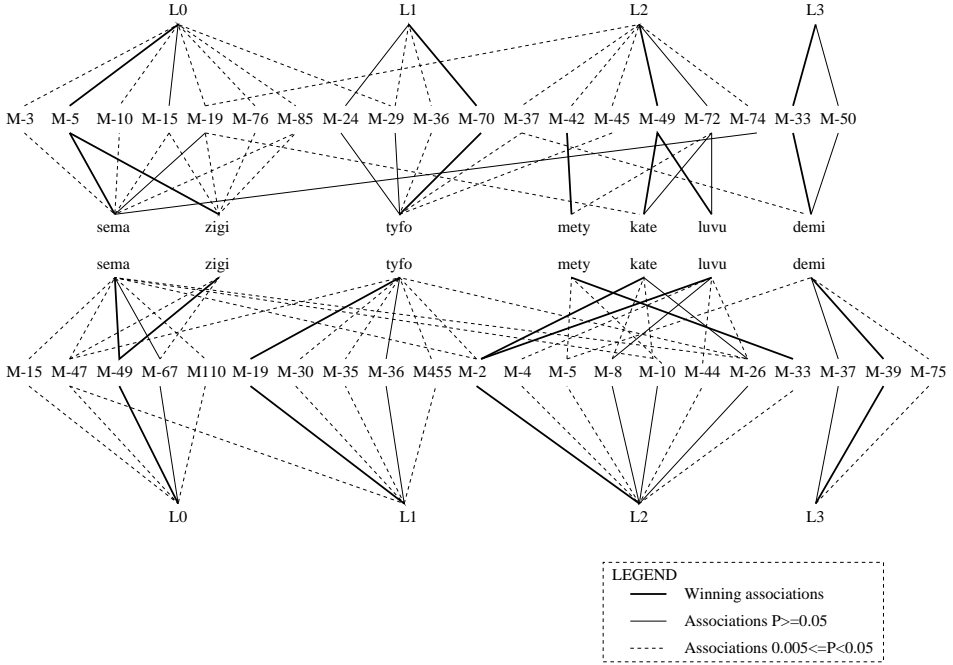 L0 L1 L2 L3
M-3 M-5 M-10 M-15 M-19 M-76 M-85 M-24 M-29 M-36 M-70 M-37 M-42 M-45 M-49 M-72 M-74 M-33 M-50
sema zigi tyfo mety kate luvu demi
sema zigi tyfo mety kate luvu demi
M-15 M-47 M-49 M-67 M110 M-19 M-30 M-35 M-36 M455 M-2 M-4 M-5 M-8 M-10 M-44 M-26 M-33 M-37 M-39 M-75
L0 L1 L2 L3
LEGEND
Winning associations
Associations P>=0.05
Associations 0.005<=P<0.05